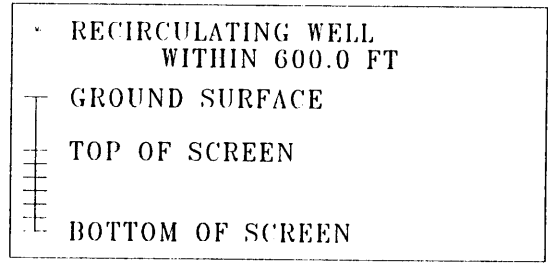 RECIRCULATING WELL
WITHIN 600.0 FT
GROUND SURFACE
TOP OF SCREEN
BOTTOM OF SCREEN